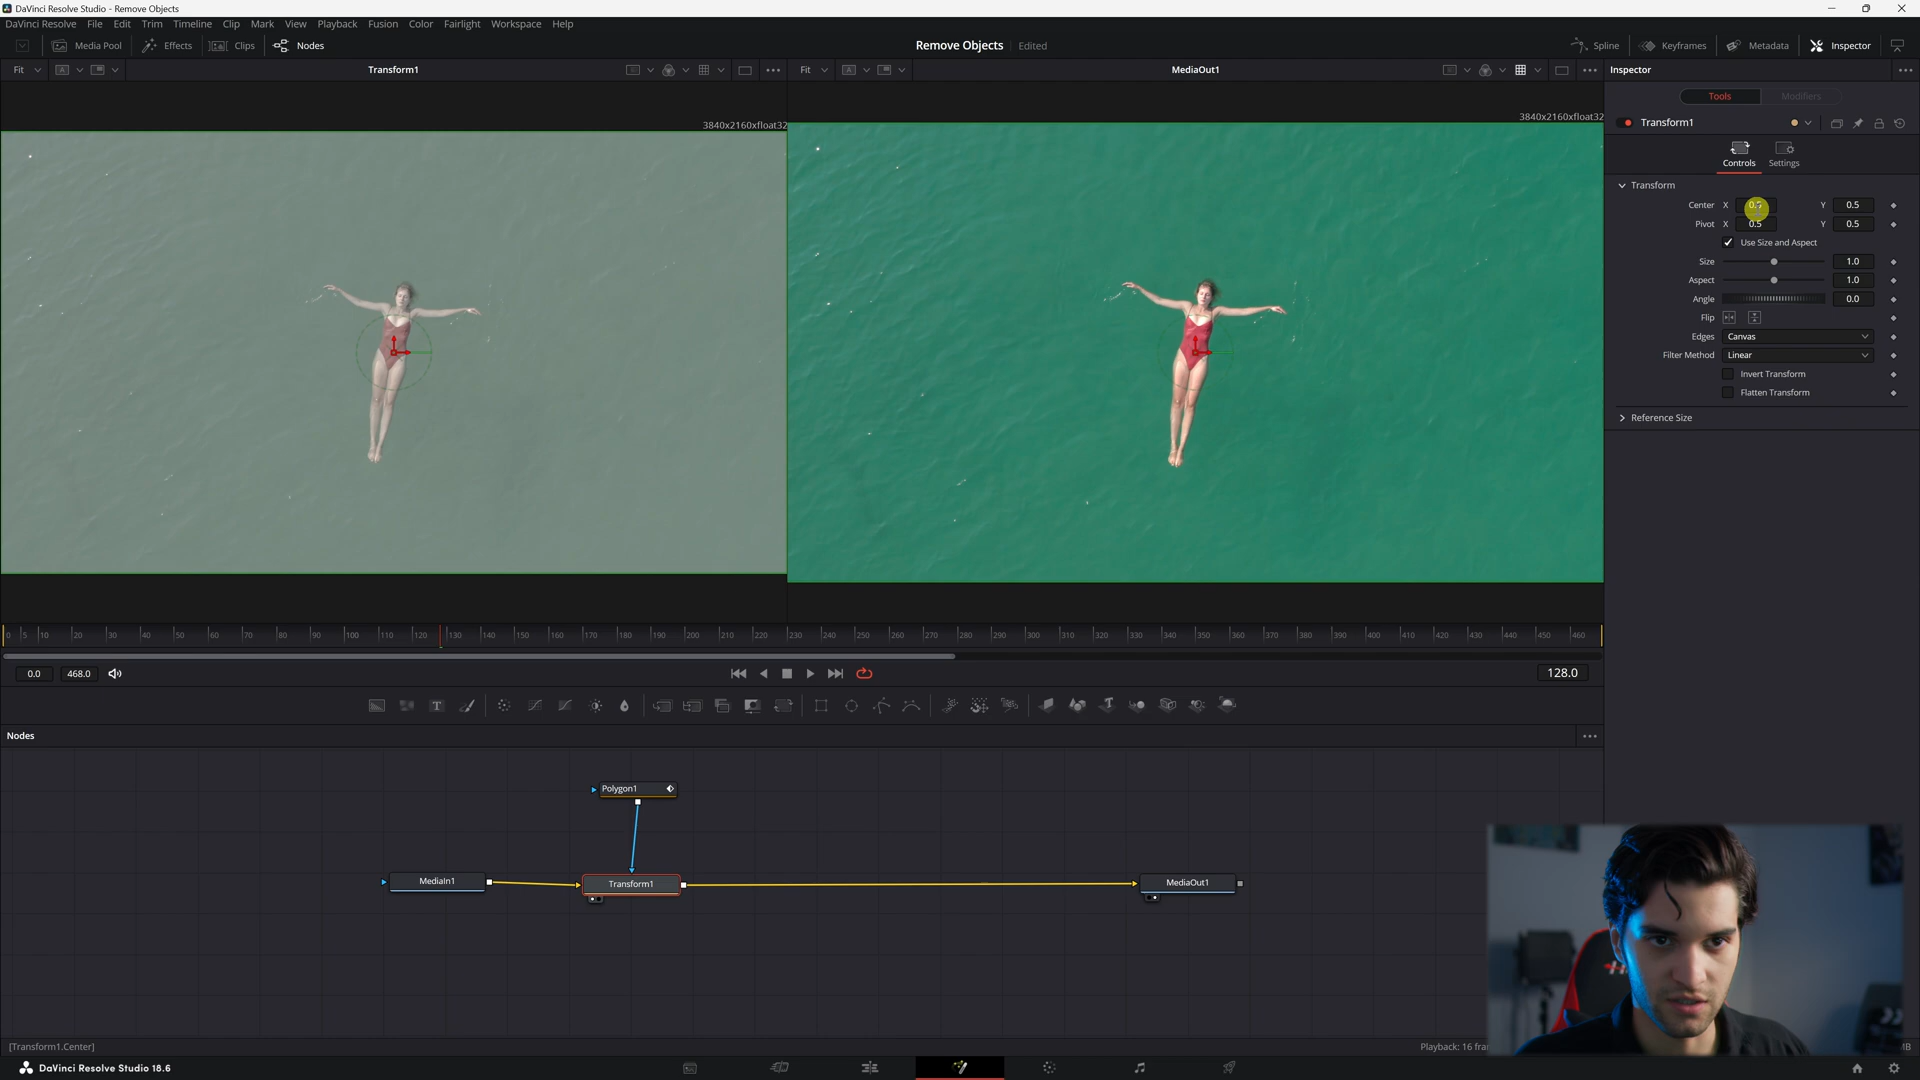 DaVinci Resolve Studio - Remove Objects
DaVinci Resolve File Edit Trim Timeline Clip Mark View Playback Fusion Color Fairlight Workspace Help
Media Pool Effects Clips Nodes Remove Objects Edited Spline Keyframes Metadata Inspector
Fit Transform1 Fit MediaOut1 Inspector
Tools Modifiers
3840x2160xfloat32 3840x2160xfloat32
Transform1
Controls Settings
Transform
Center X 0.5 Y 0.5
Pivot X 0.5 Y 0.5
Use Size and Aspect
Size 1.0
Aspect 1.0
Angle 0.0
Flip
Edges Canvas
Filter Method Linear
Invert Transform
Flatten Transform
Reference Size
0 5 10 20 30 40 50 60 70 80 90 100 110 120 130 140 150 160 170 180 190 200 210 220 230 240 250 260 270 280 290 300 310 320 330 340 350 360 370 380 390 400 410 420 430 440 450 460
0.0 468.0 128.0
Nodes
Polygon1
MediaIn1 Transform1 MediaOut1
[Transform1.Center] Playback: 16 fra
DaVinci Resolve Studio 18.6